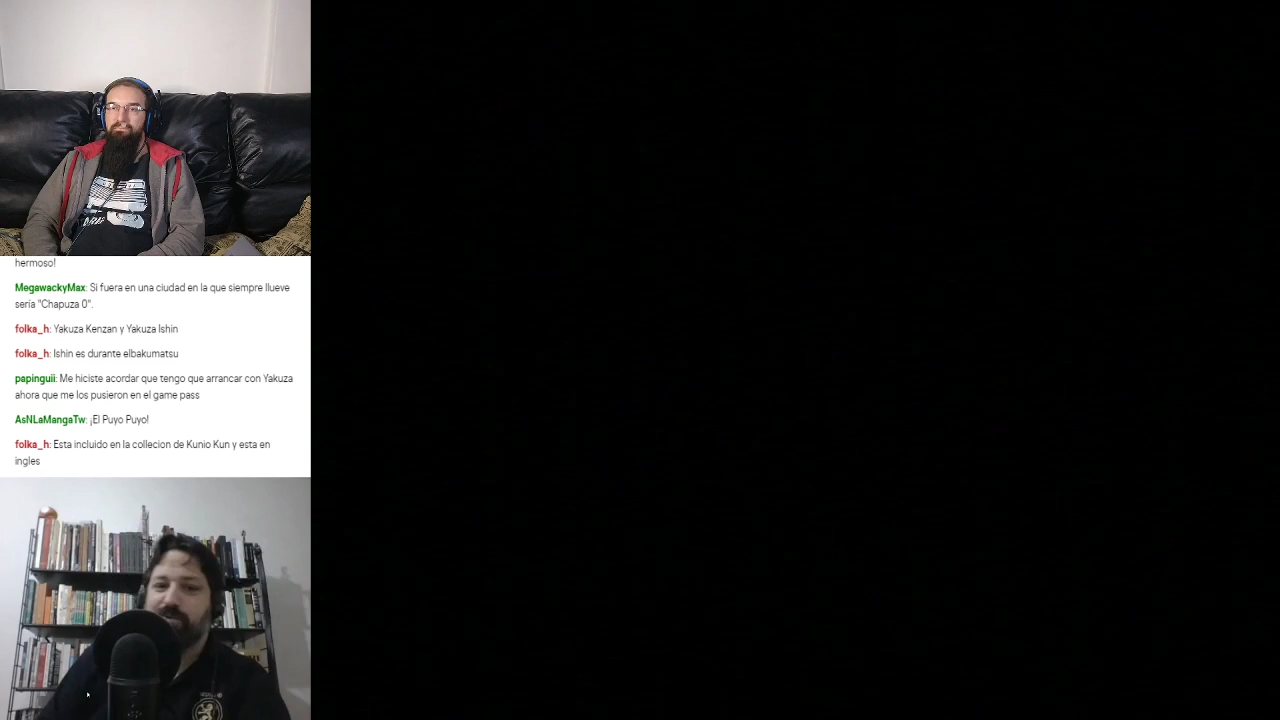 hermoso!
MegawackyMax: Si fuera en una ciudad en la que siempre llueve
sería "Chapuza 0".
folka_h: Yakuza Kenzan y Yakuza Ishin
folka_h: Ishin es durante elbakumatsu
papinguii: Me hiciste acordar que tengo que arrancar con Yakuza
ahora que me los pusieron en el game pass
AsNLaMangaTw: ¡El Puyo Puyo!
folka_h: Esta incluido en la collecion de Kunio Kun y esta en
ingles